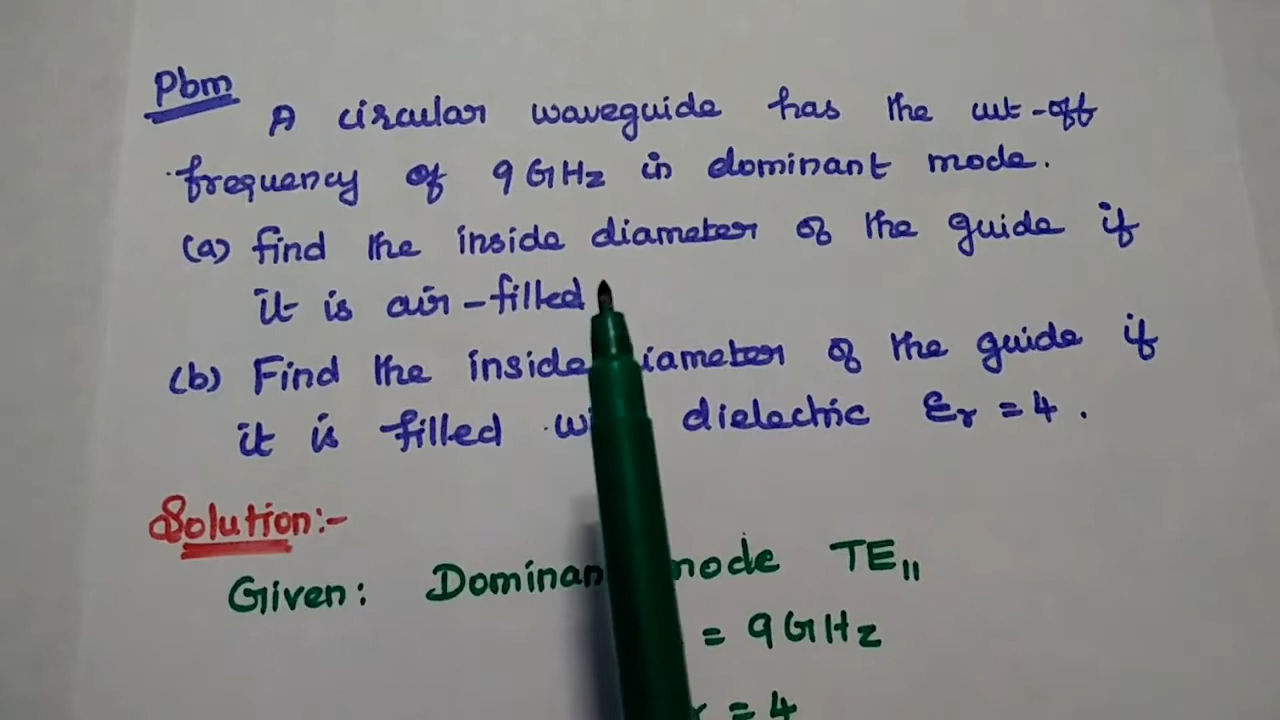 Pbm
A circular waveguide has the cut-off
frequency of 9 GHz in dominant mode.
(a) find the inside diameter of the guide if
it is air-filled
(b) Find the inside diameter of the guide if
it is filled dielectric εr = 4 .
Solution:-
Given: Dominant mode TE11
= 9 GHz
= 4